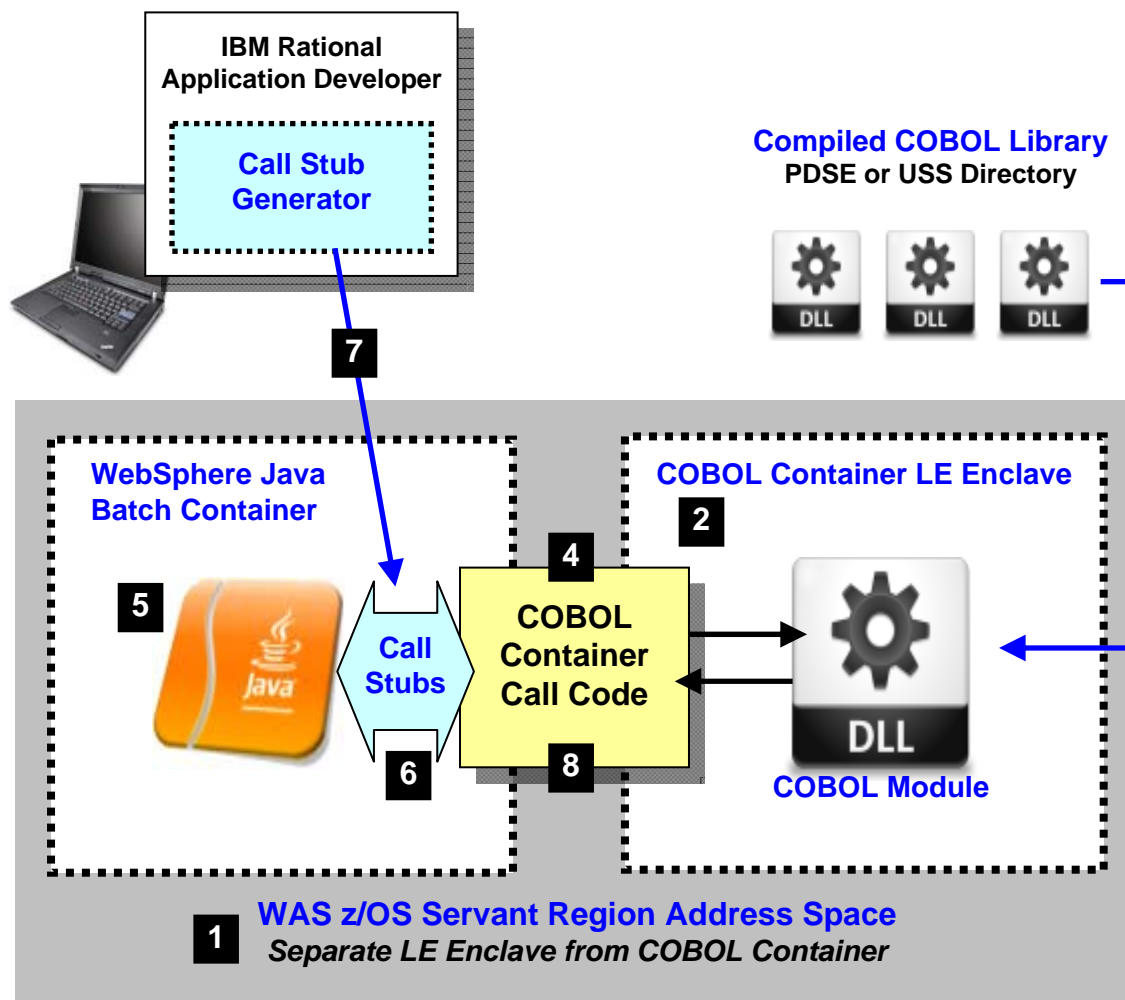 IBM Rational
Application Developer
Call Stub
Generator
Compiled COBOL Library
PDSE or USS Directory
DLL
DLL
DLL
7
WebSphere Java
Batch Container
COBOL Container LE Enclave
2
4
5
Java
Call
Stubs
COBOL
Container
Call Code
DLL
6
8
COBOL Module
1
WAS z/OS Servant Region Address Space
Separate LE Enclave from COBOL Container